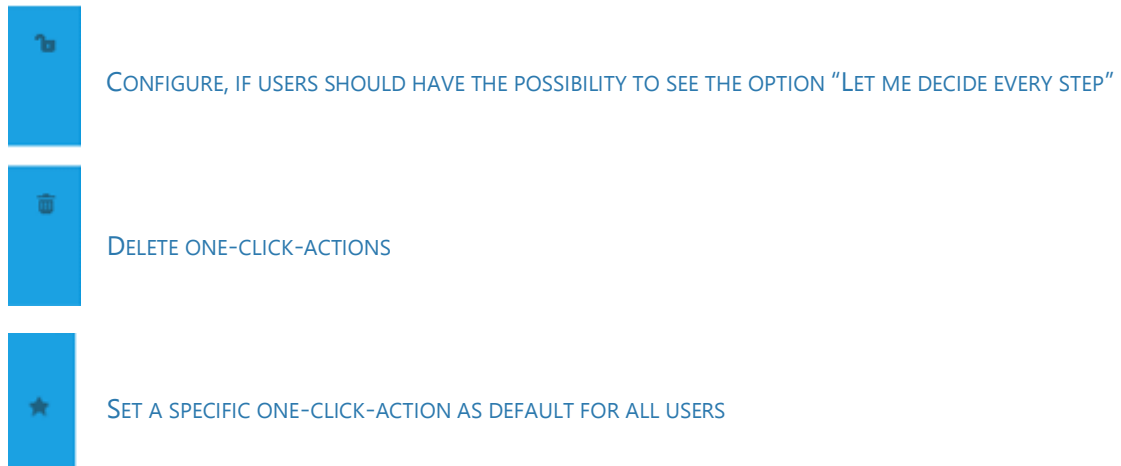 Configure, if users should have the possibility to see the option “Let me decide every step”
Delete one-click-actions
Set a specific one-click-action as default for all users